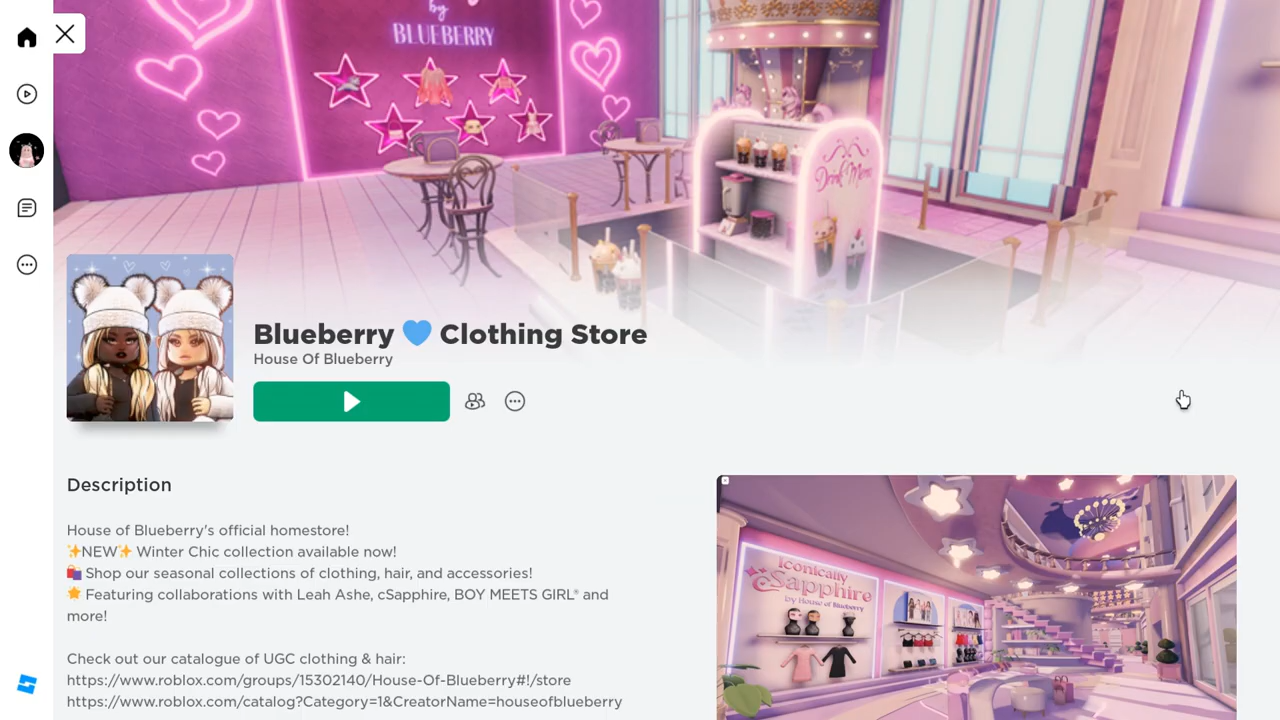 by
BLUEBERRY
Drink Menu
Blueberry 💙 Clothing Store
House Of Blueberry
Description
House of Blueberry's official homestore!
✨NEW✨ Winter Chic collection available now!
🛍️ Shop our seasonal collections of clothing, hair, and accessories!
🌟 Featuring collaborations with Leah Ashe, cSapphire, BOY MEETS GIRL® and
more!
Check out our catalogue of UGC clothing & hair:
https://www.roblox.com/groups/15302140/House-Of-Blueberry#!/store
https://www.roblox.com/catalog?Category=1&CreatorName=houseofblueberry
Iconically
cSapphire
by House of Blueberry